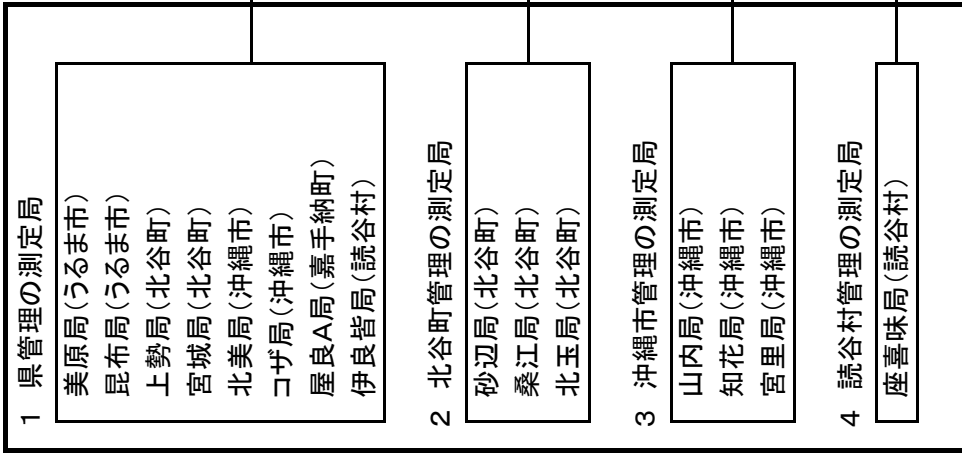 １ 県管理の測定局
美原局（うるま市）
昆布局（うるま市）
上勢局（北谷町）
宮城局（北谷町）
北美局（沖縄市）
コザ局（沖縄市）
屋良A局（嘉手納町）
伊良皆局（読谷村）
２ 北谷町管理の測定局
砂辺局（北谷町）
桑江局（北谷町）
北玉局（北谷町）
３ 沖縄市管理の測定局
山内局（沖縄市）
知花局（沖縄市）
宮里局（沖縄市）
４ 読谷村管理の測定局
座喜味局（読谷村）